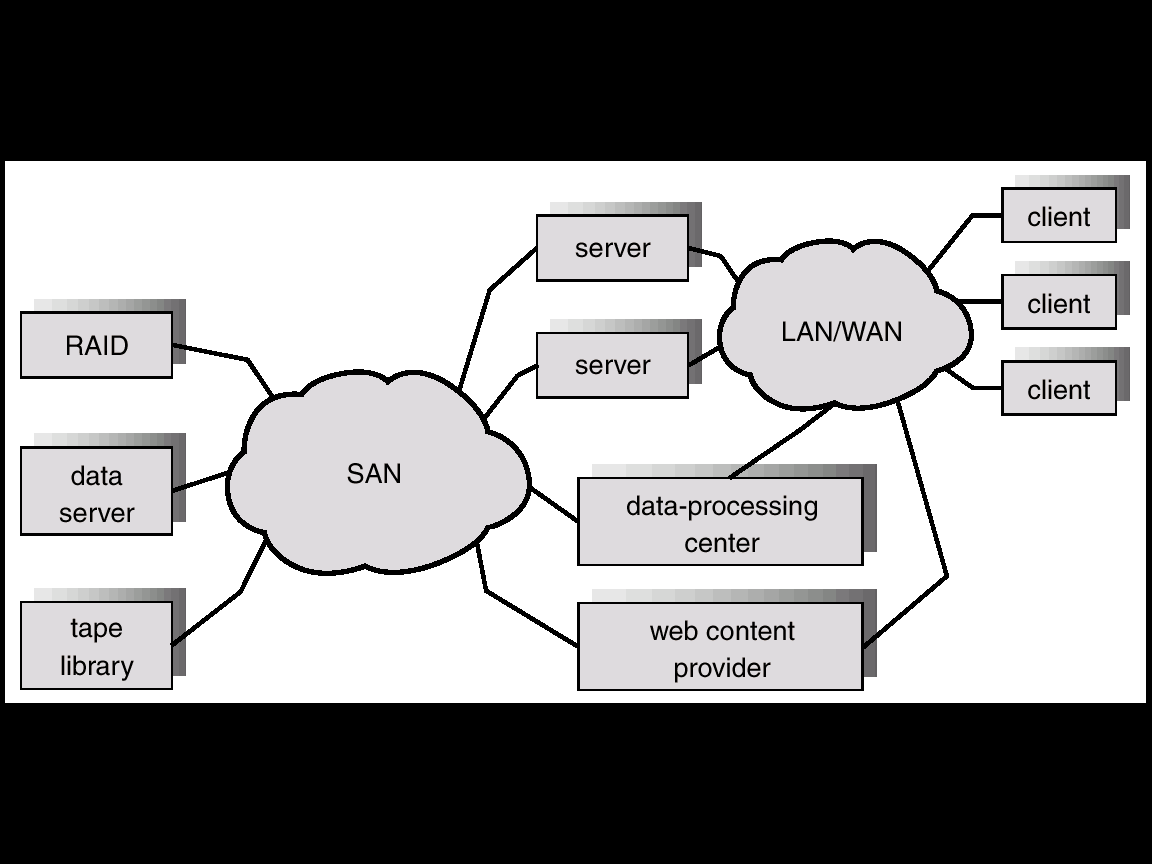 RAID
data
server
tape
library
SAN
server
server
data-processing
center
web content
provider
LAN/WAN
client
client
client